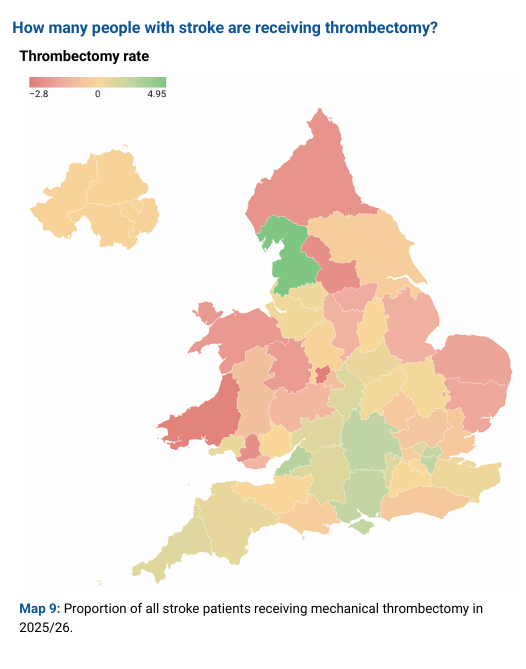 How many people with stroke are receiving thrombectomy?
Thrombectomy rate
−2.8 0 4.95
Map 9: Proportion of all stroke patients receiving mechanical thrombectomy in
2025/26.